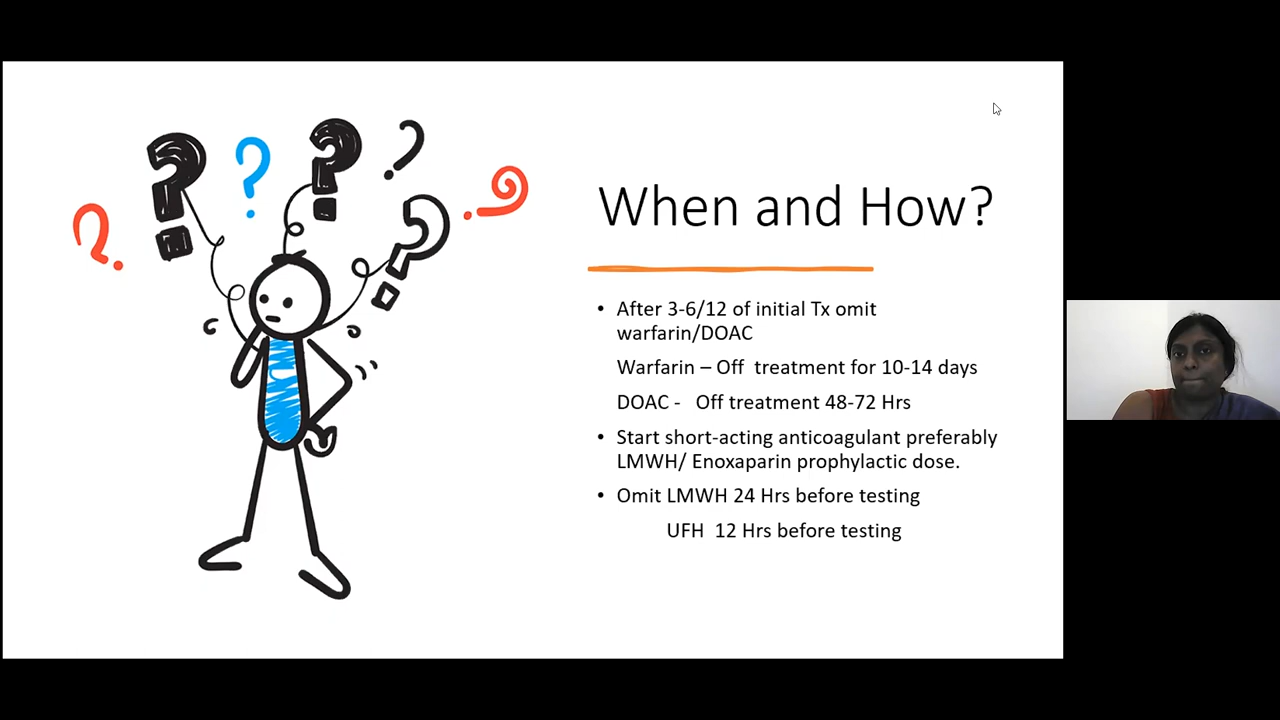 When and How?
• After 3-6/12 of initial Tx omit
warfarin/DOAC
Warfarin – Off treatment for 10-14 days
DOAC - Off treatment 48-72 Hrs
• Start short-acting anticoagulant preferably
LMWH/ Enoxaparin prophylactic dose.
• Omit LMWH 24 Hrs before testing
UFH 12 Hrs before testing